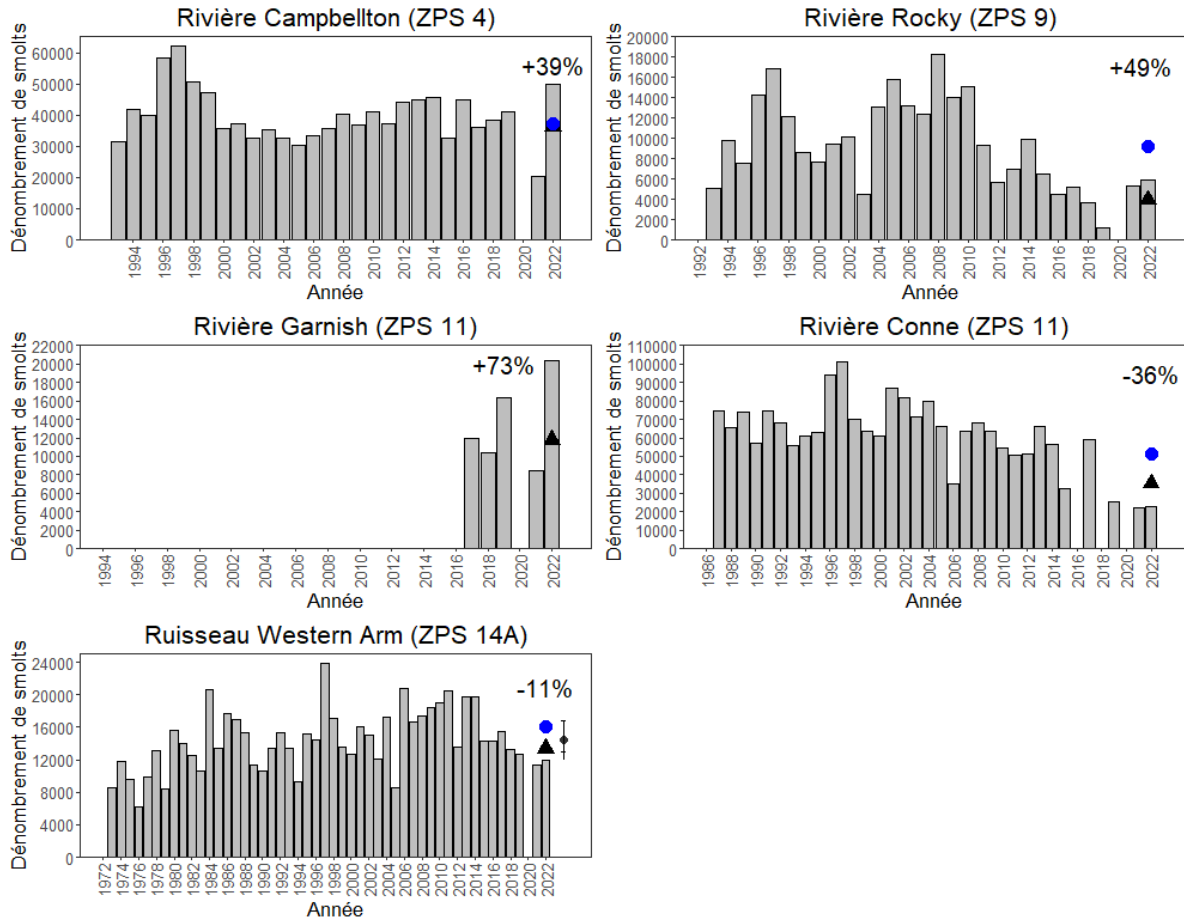 Rivière Campbellton (ZPS 4)
Dénombrement de smolts
60000
50000
40000
30000
20000
10000
0
+39%
1994 1996 1998 2000 2002 2004 2006 2008 2010 2012 2014 2016 2018 2020 2022
Année
Rivière Rocky (ZPS 9)
Dénombrement de smolts
20000
18000
16000
14000
12000
10000
8000
6000
4000
2000
0
+49%
1992 1994 1996 1998 2000 2002 2004 2006 2008 2010 2012 2014 2016 2018 2020 2022
Année
Rivière Garnish (ZPS 11)
Dénombrement de smolts
22000
20000
18000
16000
14000
12000
10000
8000
6000
4000
2000
0
+73%
1994 1996 1998 2000 2002 2004 2006 2008 2010 2012 2014 2016 2018 2020 2022
Année
Rivière Conne (ZPS 11)
Dénombrement de smolts
110000
100000
90000
80000
70000
60000
50000
40000
30000
20000
10000
0
-36%
1986 1988 1990 1992 1994 1996 1998 2000 2002 2004 2006 2008 2010 2012 2014 2016 2018 2020 2022
Année
Ruisseau Western Arm (ZPS 14A)
Dénombrement de smolts
24000
20000
16000
12000
8000
4000
0
-11%
1972 1974 1976 1978 1980 1982 1984 1986 1988 1990 1992 1994 1996 1998 2000 2002 2004 2006 2008 2010 2012 2014 2016 2018 2020 2022
Année